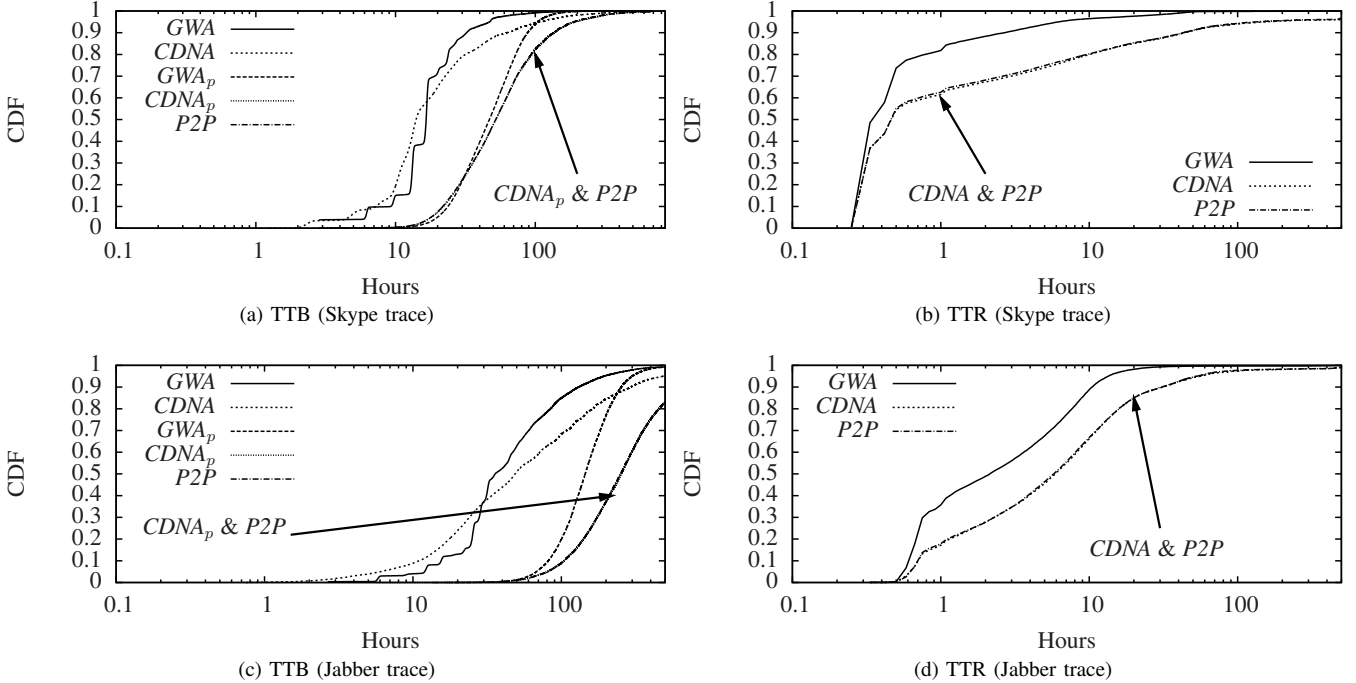 1
0.9
0.8
0.7
0.6
0.5
0.4
0.3
0.2
0.1
0
CDF
GWA
CDNA
GWA_p
CDNA_p
P2P
CDNA_p & P2P
0.1 1 10 100
Hours
(a) TTB (Skype trace)
1
0.9
0.8
0.7
0.6
0.5
0.4
0.3
0.2
0.1
0
CDF
CDNA & P2P
GWA
CDNA
P2P
0.1 1 10 100
Hours
(b) TTR (Skype trace)
1
0.9
0.8
0.7
0.6
0.5
0.4
0.3
0.2
0.1
0
CDF
GWA
CDNA
GWA_p
CDNA_p
P2P
CDNA_p & P2P
0.1 1 10 100
Hours
(c) TTB (Jabber trace)
1
0.9
0.8
0.7
0.6
0.5
0.4
0.3
0.2
0.1
0
CDF
GWA
CDNA
P2P
CDNA & P2P
0.1 1 10 100
Hours
(d) TTR (Jabber trace)